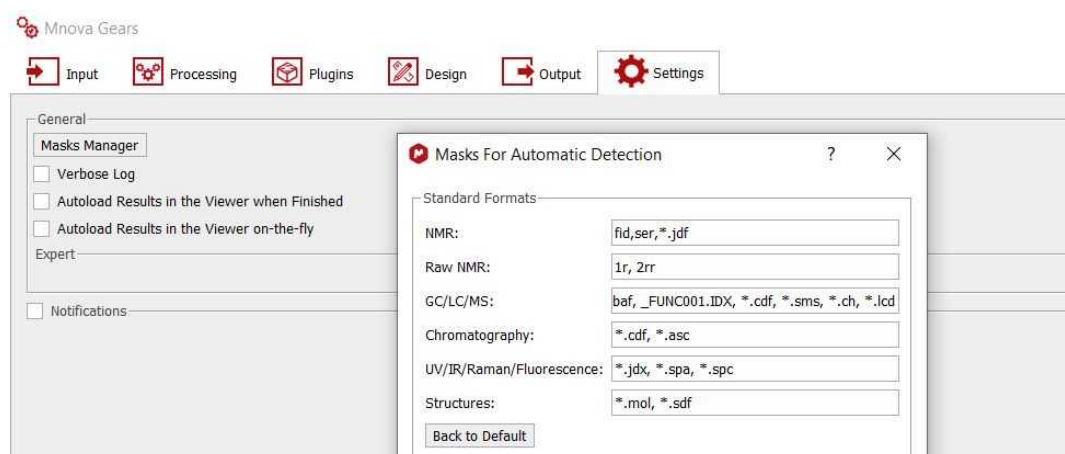 Mnova Gears
Input Processing Plugins Design Output Settings
General
Masks Manager
Verbose Log
Autoload Results in the Viewer when Finished
Autoload Results in the Viewer on-the-fly
Expert
Notifications
Masks For Automatic Detection ? X
Standard Formats
NMR: fid,ser,*.jdf
Raw NMR: 1r, 2rr
GC/LC/MS: baf, _FUNC001.IDX, *.cdf, *.sms, *.ch, *.lcd
Chromatography: *.cdf, *.asc
UV/IR/Raman/Fluorescence: *.jdx, *.spa, *.spc
Structures: *.mol, *.sdf
Back to Default